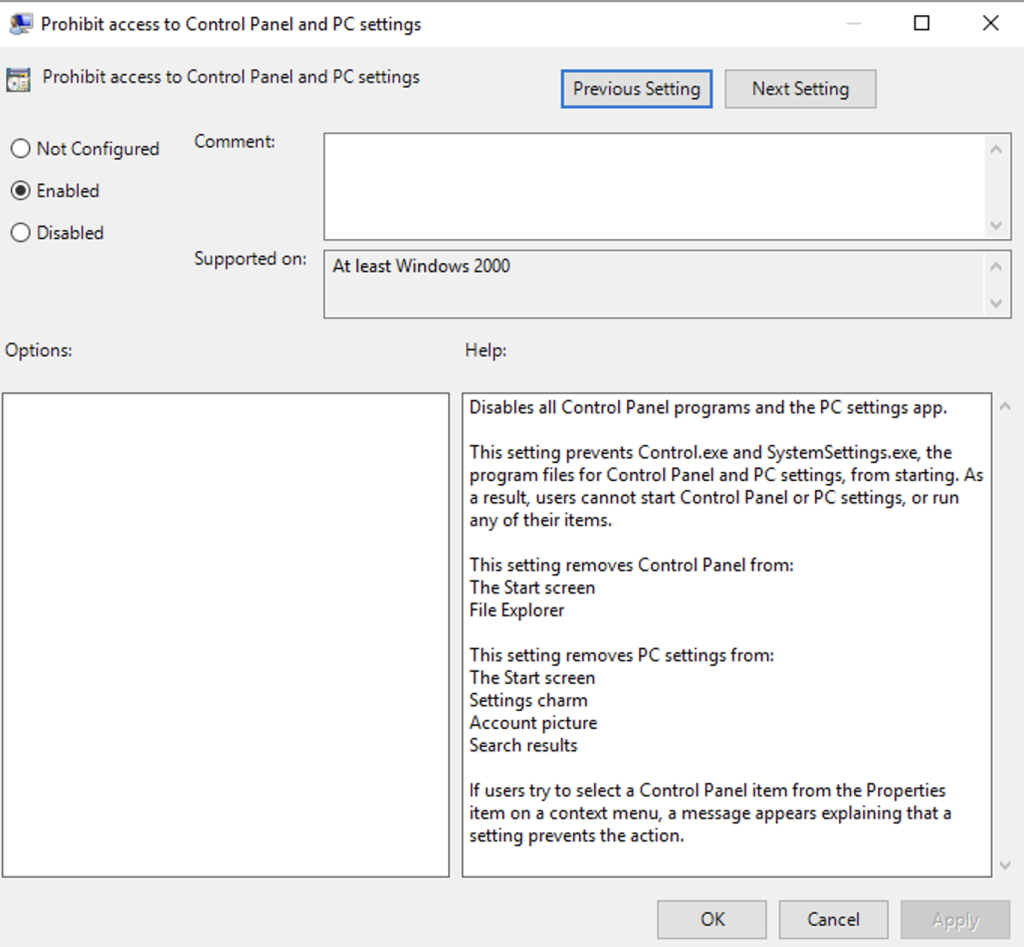 Prohibit access to Control Panel and PC settings
Prohibit access to Control Panel and PC settings
Previous Setting
Next Setting
Not Configured
Enabled
Disabled
Comment:
Supported on:
At least Windows 2000
Options:
Help:
Disables all Control Panel programs and the PC settings app.
This setting prevents Control.exe and SystemSettings.exe, the
program files for Control Panel and PC settings, from starting. As
a result, users cannot start Control Panel or PC settings, or run
any of their items.
This setting removes Control Panel from:
The Start screen
File Explorer
This setting removes PC settings from:
The Start screen
Settings charm
Account picture
Search results
If users try to select a Control Panel item from the Properties
item on a context menu, a message appears explaining that a
setting prevents the action.
OK
Cancel
Apply